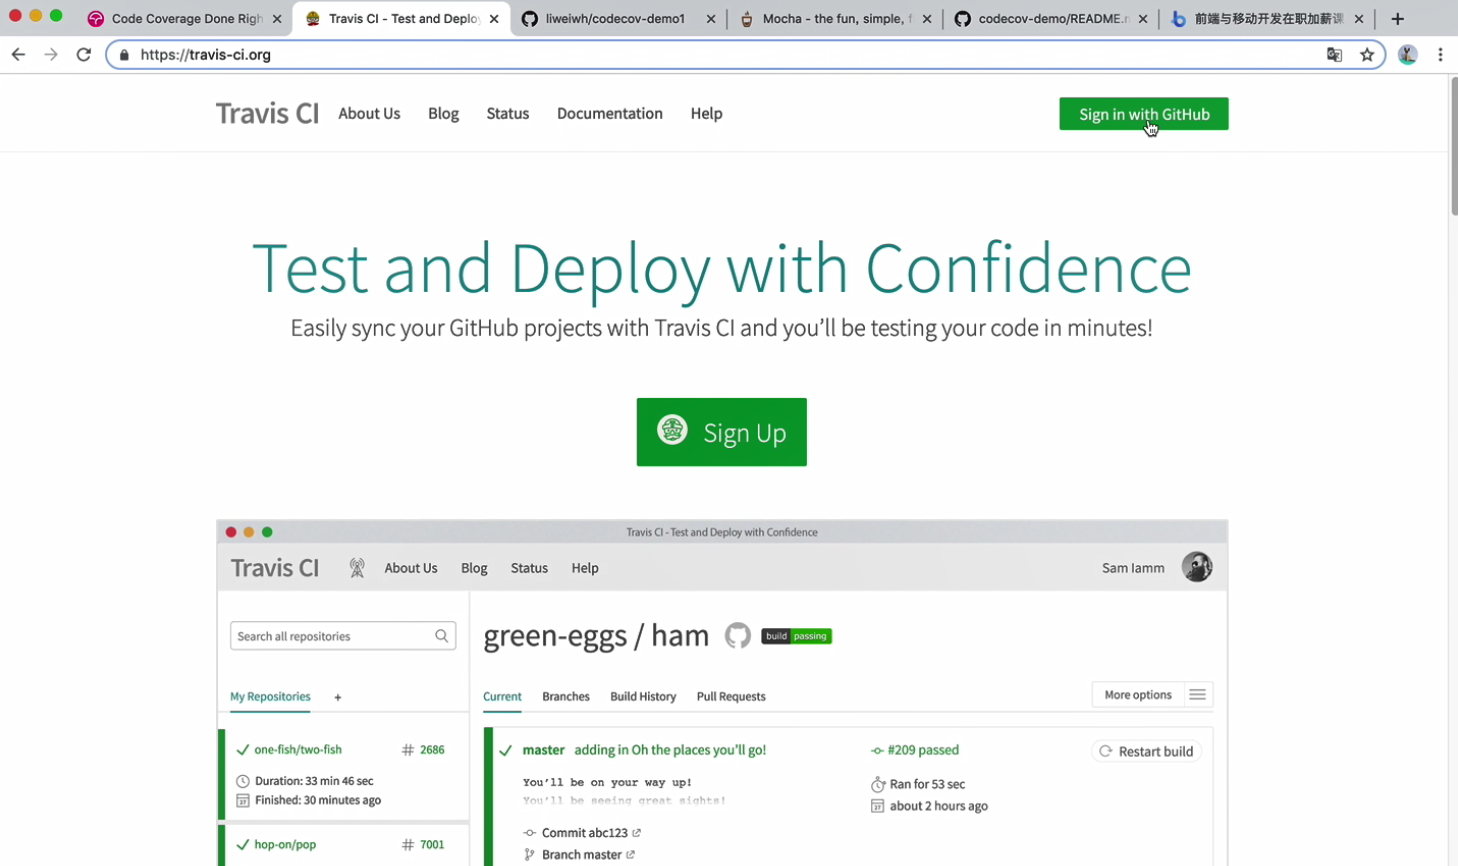 Code Coverage Done Righ
Travis CI - Test and Deploy
liweiwh/codecov-demo1
Mocha - the fun, simple, f
codecov-demo/README.m
前端与移动开发在职加薪课
https://travis-ci.org
Travis CI
About Us
Blog
Status
Documentation
Help
Sign in with GitHub
Test and Deploy with Confidence
Easily sync your GitHub projects with Travis CI and you’ll be testing your code in minutes!
Sign Up
Travis CI - Test and Deploy with Confidence
Travis CI
About Us
Blog
Status
Help
Sam Iamm
Search all repositories
green-eggs / ham
build passing
My Repositories +
Current
Branches
Build History
Pull Requests
More options
one-fish/two-fish # 2686
Duration: 33 min 46 sec
Finished: 30 minutes ago
master adding in Oh the places you’ll go!
You’ll be on your way up!
You’ll be seeing great sights!
Commit abc123
Branch master
#209 passed
Ran for 53 sec
about 2 hours ago
Restart build
hop-on/pop # 7001